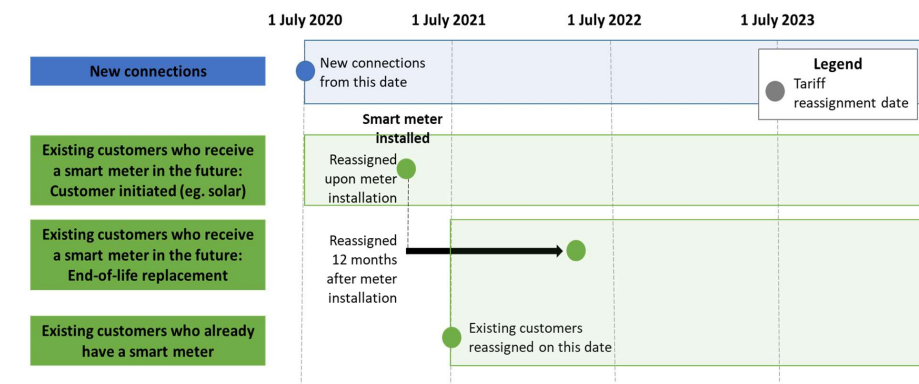 1 July 2020 1 July 2021 1 July 2022 1 July 2023
New connections
New connections
from this date
Legend
Tariff
reassignment date
Smart meter
installed
Existing customers who receive
a smart meter in the future:
Customer initiated (eg. solar)
Reassigned
upon meter
installation
Existing customers who receive
a smart meter in the future:
End-of-life replacement
Reassigned
12 months
after meter
installation
Existing customers who already
have a smart meter
Existing customers
reassigned on this date